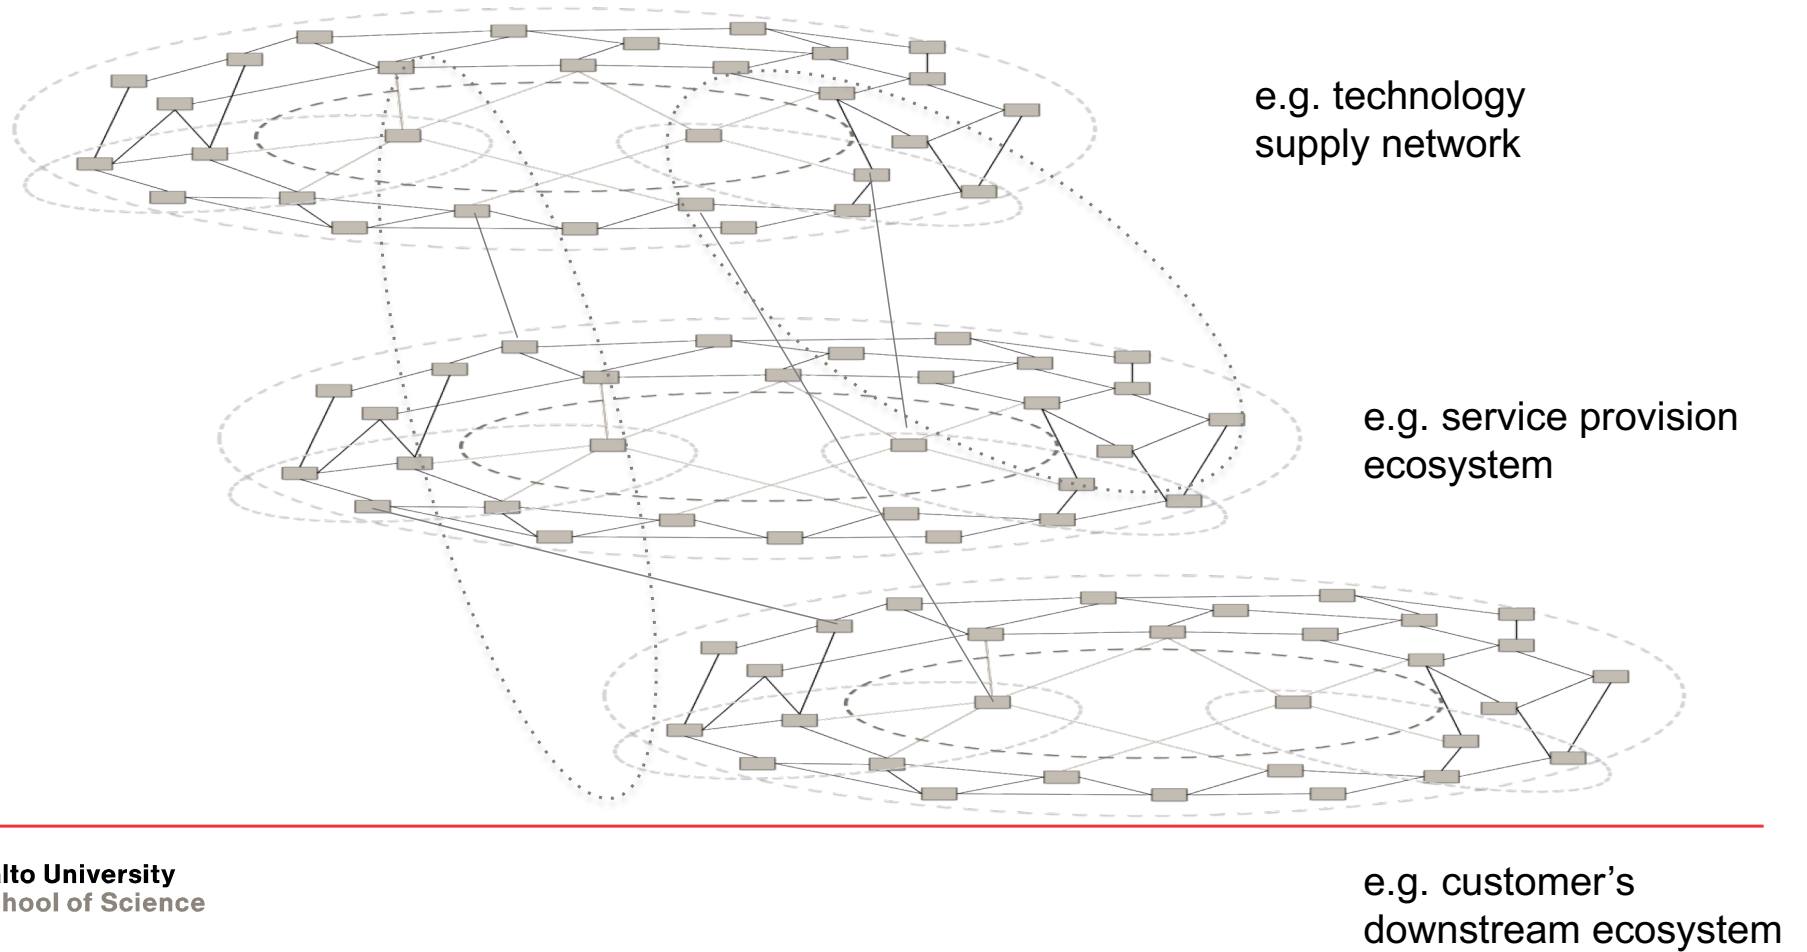 e.g. technology
supply network
e.g. service provision
ecosystem
lto University
hool of Science
e.g. customer’s
downstream ecosystem